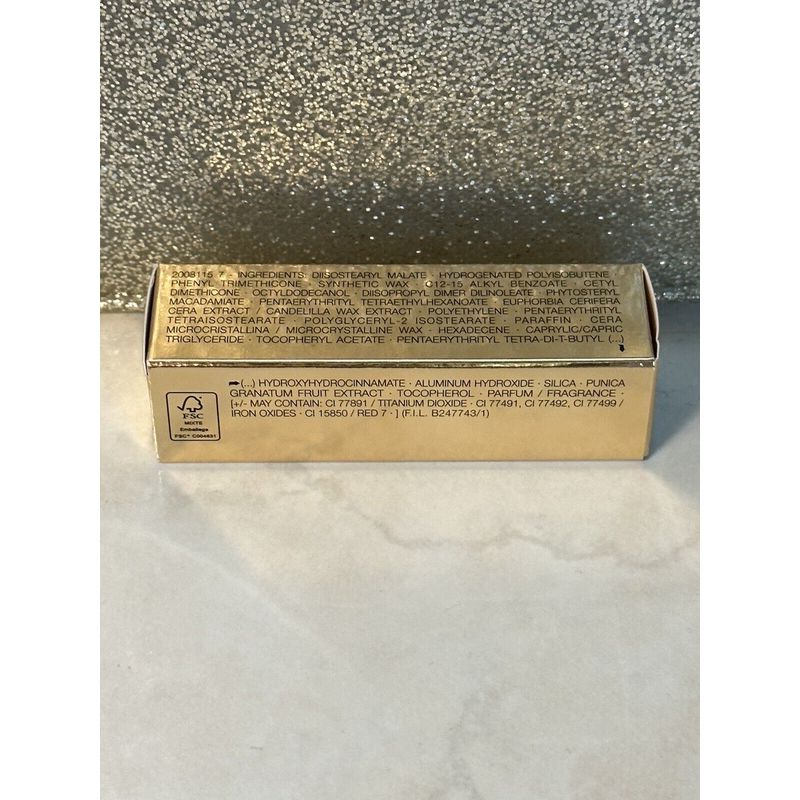 2008115 7 - INGREDIENTS: DIISOSTEARYL MALATE · HYDROGENATED POLYISOBUTENE
PHENYL TRIMETHICONE · SYNTHETIC WAX · C12-15 ALKYL BENZOATE · CETYL
DIMETHICONE · OCTYLDODECANOL · DIISOPROPYL DIMER DILINOLEATE · PHYTOSTERYL
MACADAMIATE · PENTAERYTHRITYL TETRAETHYLHEXANOATE · EUPHORBIA CERIFERA
CERA EXTRACT / CANDELILLA WAX EXTRACT · POLYETHYLENE · PENTAERYTHRITYL
TETRAISOSTEARATE · POLYGLYCERYL-2 ISOSTEARATE · PARAFFIN · CERA
MICROCRISTALLINA / MICROCRYSTALLINE WAX · HEXADECENE · CAPRYLIC/CAPRIC
TRIGLYCERIDE · TOCOPHERYL ACETATE · PENTAERYTHRITYL TETRA-DI-T-BUTYL (...)
(...) HYDROXYHYDROCINNAMATE · ALUMINUM HYDROXIDE · SILICA · PUNICA
GRANATUM FRUIT EXTRACT · TOCOPHEROL · PARFUM / FRAGRANCE ·
[+/- MAY CONTAIN: CI 77891 / TITANIUM DIOXIDE · CI 77491, CI 77492, CI 77499 /
IRON OXIDES · CI 15850 / RED 7 · ] (F.I.L. B247743/1)
FSC
MIXTE
Emballage
FSC® C004831